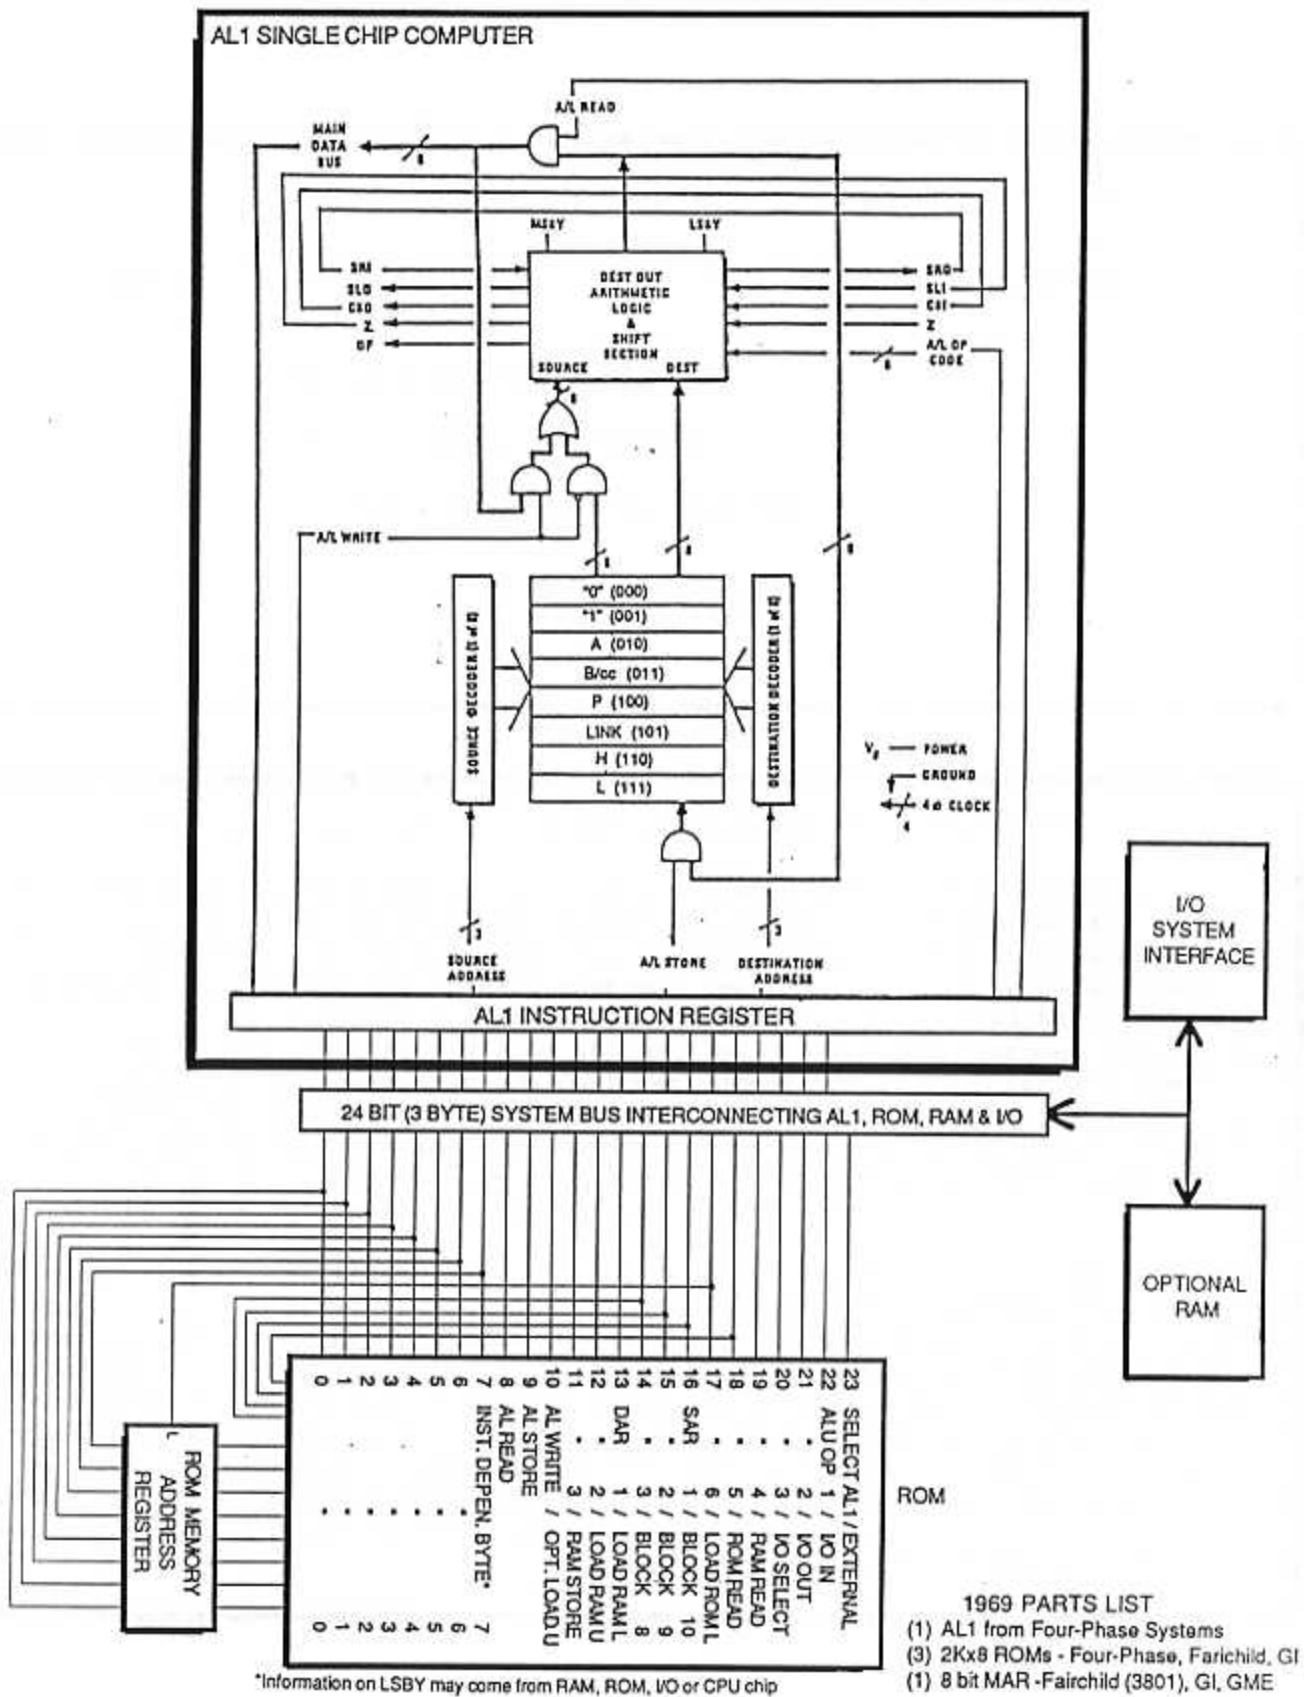 AL1 SINGLE CHIP COMPUTER
A/L READ
MAIN
DATA
BUS
8
MSBY
LSBY
SRI
SLO
CSO
Z
OF
DEST OUT
ARITHMETIC
LOGIC
&
SHIFT
SECTION
SOURCE
DEST
SRO
SLI
CSI
Z
A/L OP
CODE
8
A/L WRITE
8
8
8
"0" (000)
"1" (001)
A (010)
B/cc (011)
P (100)
LINK (101)
H (110)
L (111)
DESTINATION DECODER
POWER
GROUND
4ø CLOCK
4
3
SOURCE
ADDRESS
A/L STORE
3
DESTINATION
ADDRESS
AL1 INSTRUCTION REGISTER
24 BIT (3 BYTE) SYSTEM BUS INTERCONNECTING AL1, ROM, RAM & I/O
I/O
SYSTEM
INTERFACE
OPTIONAL
RAM
23 SELECT AL1 / EXTERNAL
22 ALU OP 1 / I/O IN
21 • 2 / I/O OUT
20 • 3 / I/O SELECT
19 • 4 / RAM READ
18 • 5 / ROM READ
17 • 6 / LOAD ROM L
16 SAR 1 / BLOCK 10
15 • 2 / BLOCK 9
14 • 3 / BLOCK 8
13 DAR 1 / LOAD RAM L
12 • 2 / LOAD RAM U
11 • 3 / RAM STORE
10 AL WRITE / OPT. LOAD.U
9 AL STORE
8 AL READ
7 INST. DEPEN. BYTE* 7
6 • 6
5 • 5
4 • 4
3 • 3
2 • 2
1 • 1
0 • 0
L
ROM MEMORY
ADDRESS
REGISTER
ROM
*Information on LSBY may come from RAM, ROM, I/O or CPU chip
1969 PARTS LIST
(1) AL1 from Four-Phase Systems
(3) 2Kx8 ROMs - Four-Phase, Farichild, GI
(1) 8 bit MAR -Fairchild (3801), GI, GME